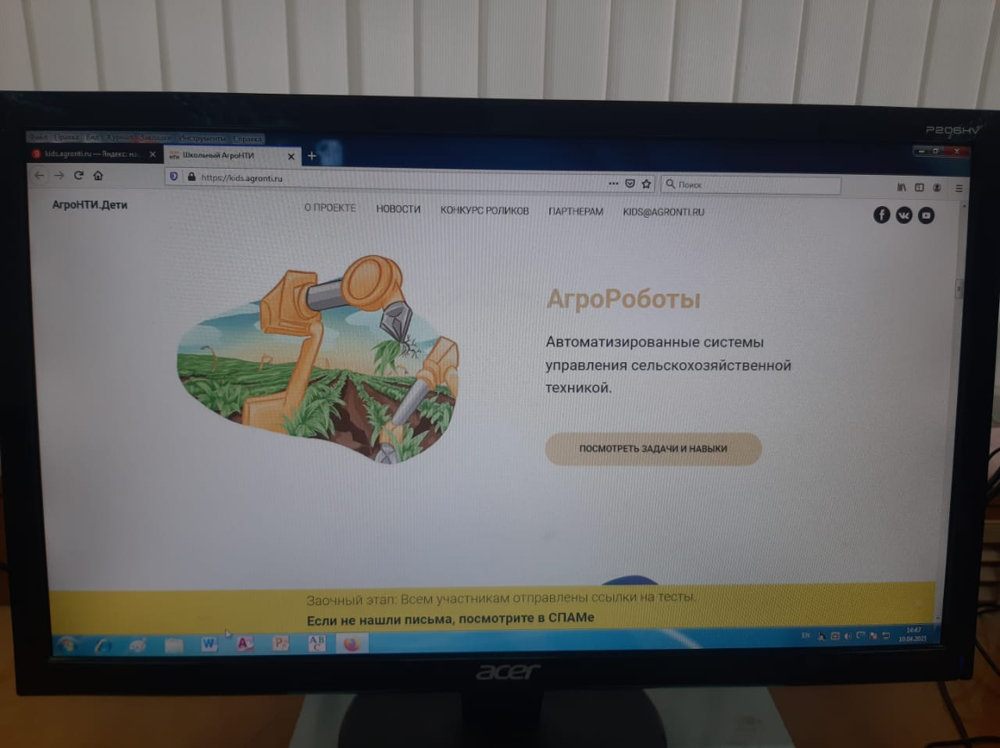 P206HV
Файл Правка Вид Журнал Закладки Инструменты Справка
kids.agronti.ru — Яндекс: на
Школьный АгроНТИ
https://kids.agronti.ru
Поиск
АгроНТИ.Дети
О ПРОЕКТЕ НОВОСТИ КОНКУРС РОЛИКОВ ПАРТНЕРАМ KIDS@AGRONTI.RU
АгроРоботы
Автоматизированные системы
управления сельскохозяйственной
техникой.
ПОСМОТРЕТЬ ЗАДАЧИ И НАВЫКИ
Заочный этап: Всем участникам отправлены ссылки на тесты.
Если не нашли письма, посмотрите в СПАМе
EN
14:47
10.04.2021
acer